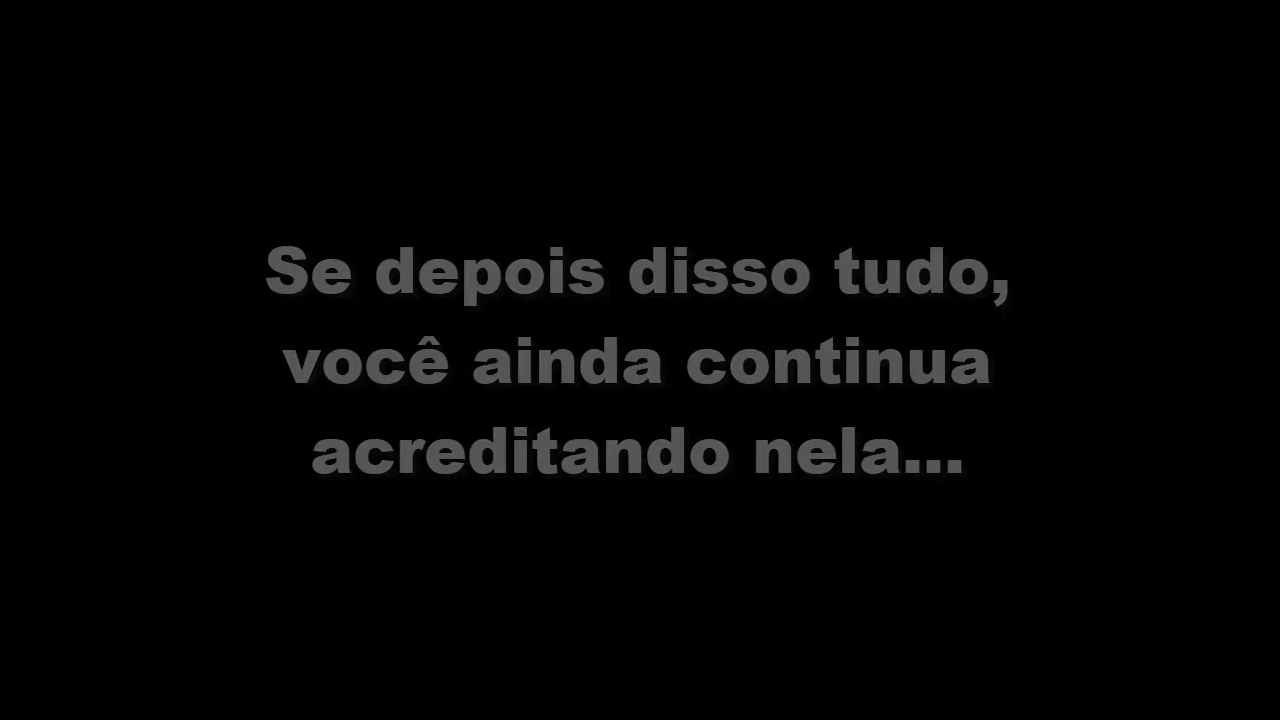 Se depois disso tudo,
você ainda continua
acreditando nela...